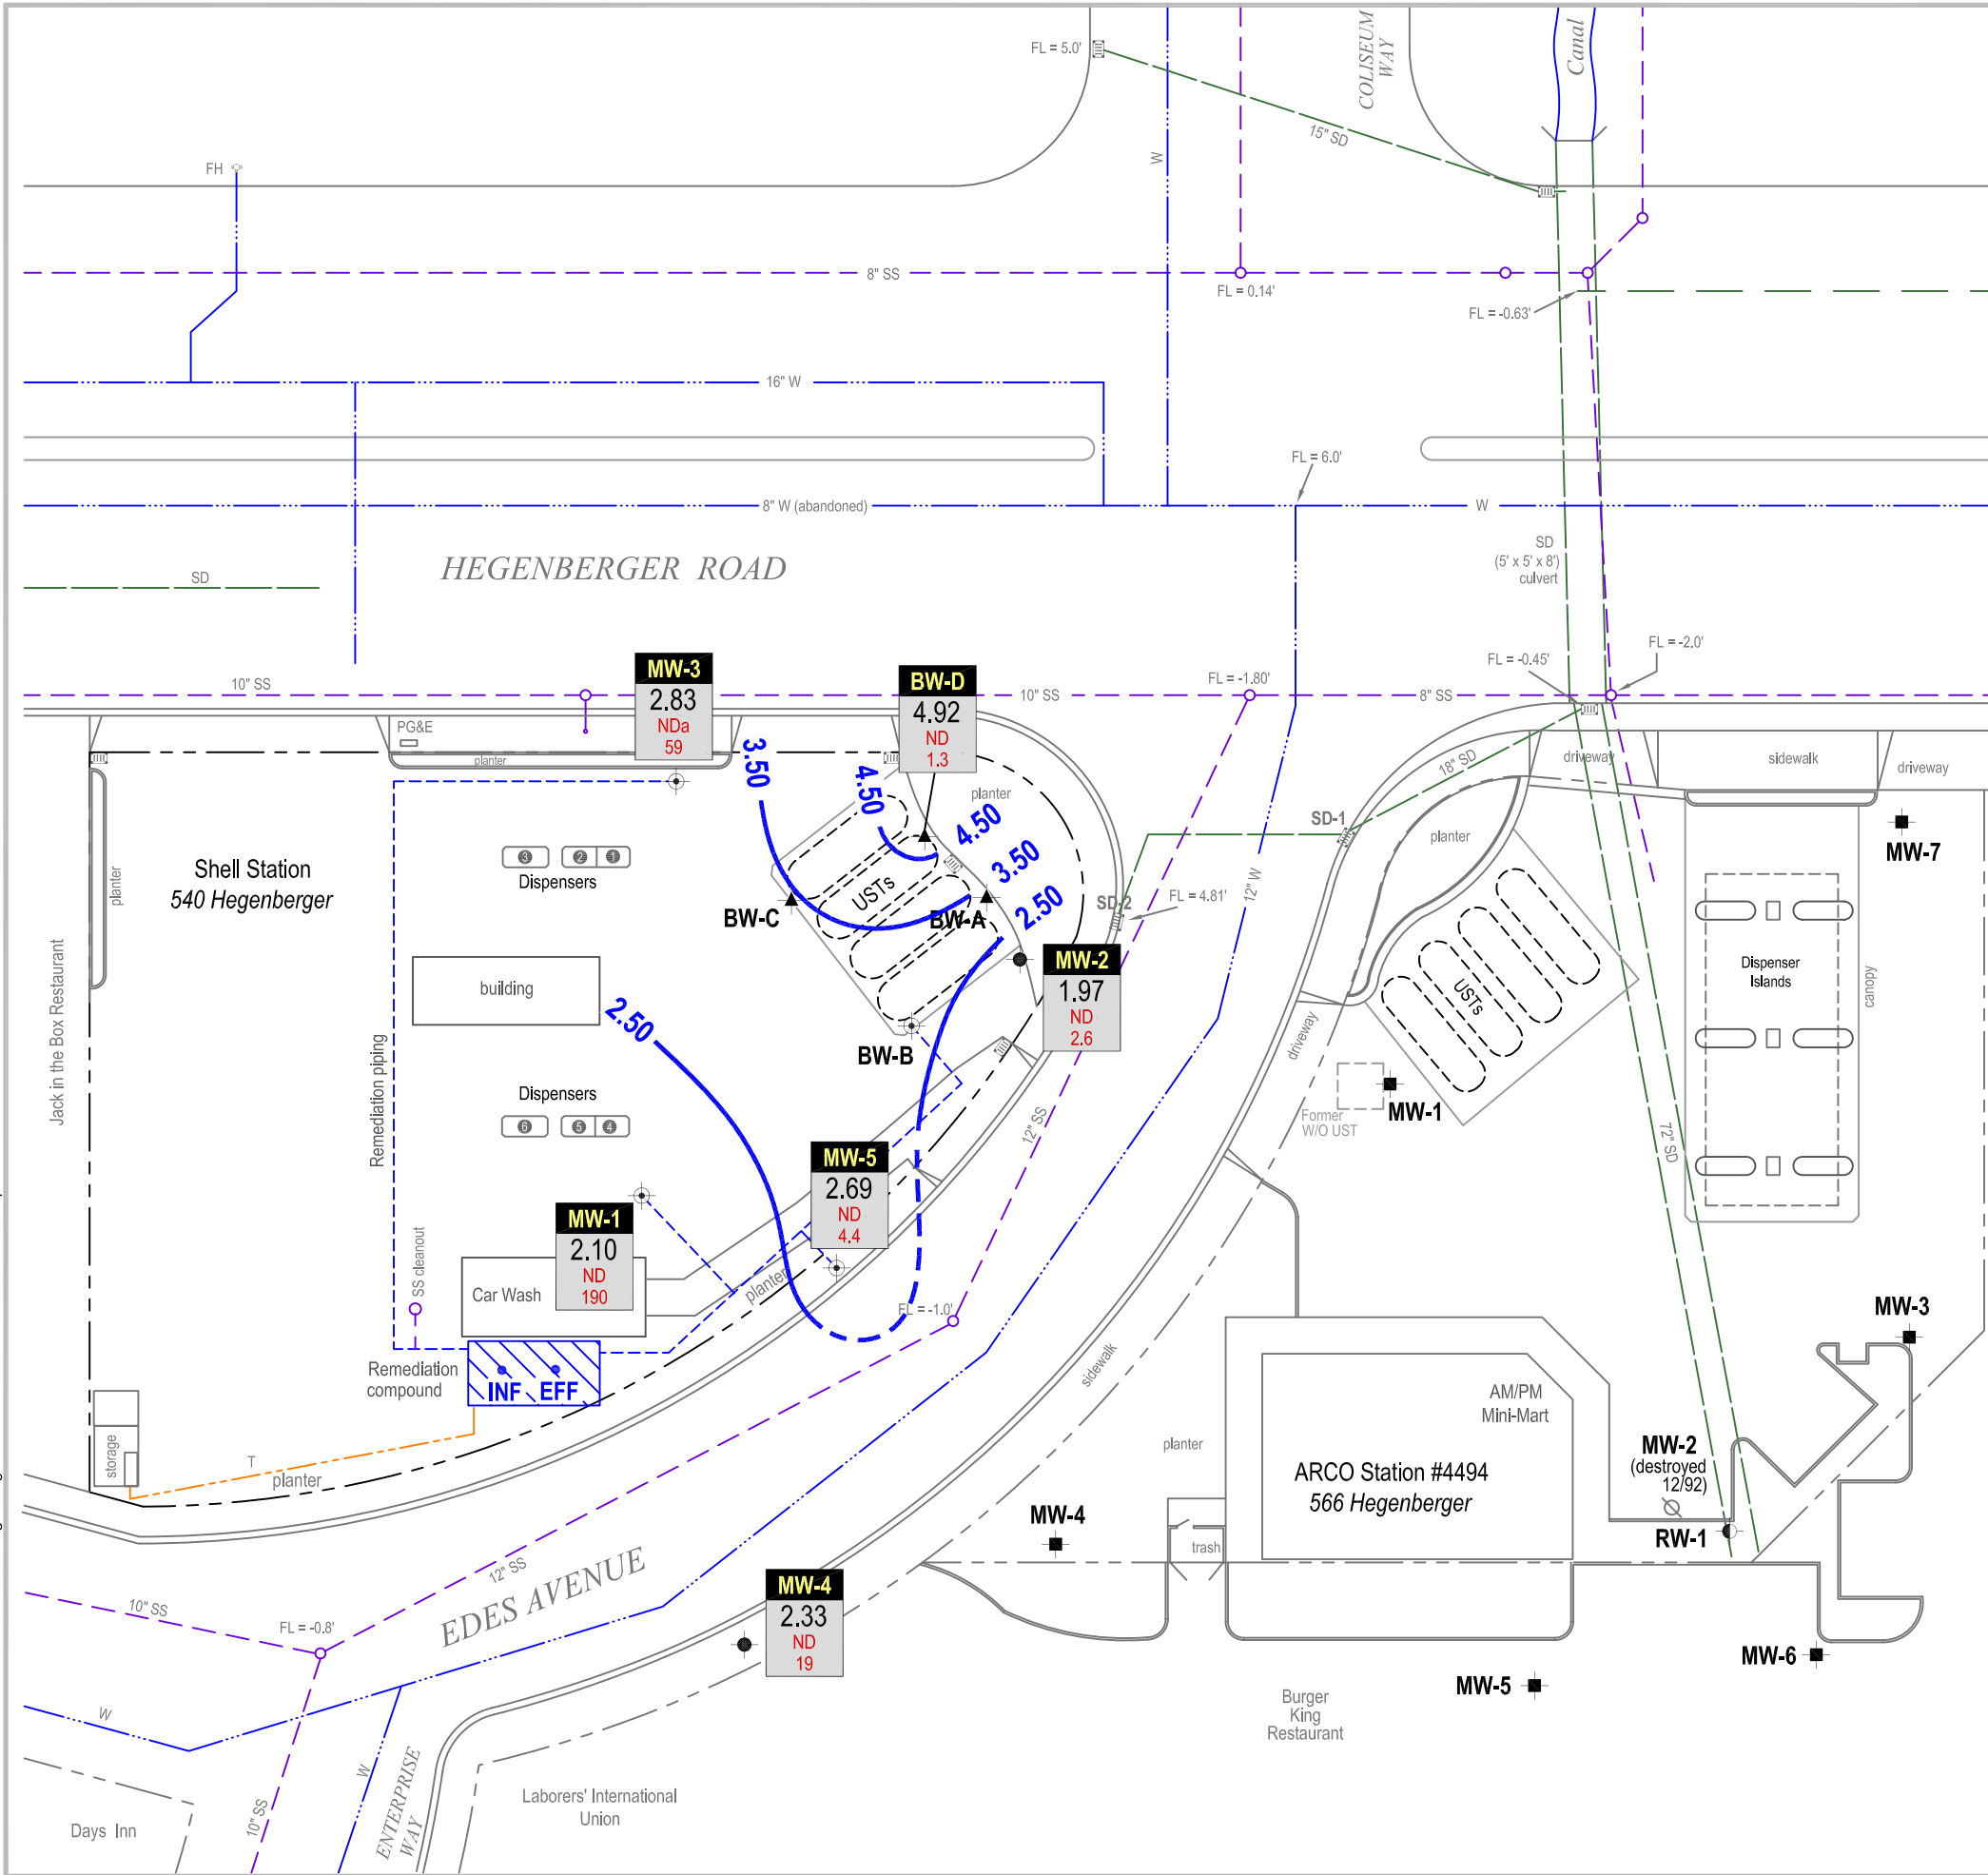 FL = 5.0'
COLISEUM
WAY
Canal
15" SD
W
FH
8" SS
FL = 0.14'
FL = -0.63'
16" W
FL = 6.0'
8" W (abandoned)
W
SD
(5' x 5' x 8')
culvert
HEGENBERGER ROAD
SD
FL = -2.0'
FL = -0.45'
10" SS
10" SS
FL = -1.80'
8" SS
MW-3
2.83
NDa
59
BW-D
4.92
ND
1.3
PG&E
planter
3.50
4.50
planter
4.50
3.50
2.50
18" SD
driveway
sidewalk
driveway
SD-1
planter
MW-7
Shell Station
540 Hegenberger
planter
3
2
1
Dispensers
USTs
BW-C
BW-A
SD-2
FL = 4.81'
12" W
Jack in the Box Restaurant
building
2.50
MW-2
1.97
ND
2.6
USTs
Dispenser
Islands
canopy
Remediation piping
BW-B
driveway
MW-1
Former
W/O UST
Dispensers
6
5
4
12" SS
72" SD
MW-5
2.69
ND
4.4
MW-1
2.10
ND
190
SS cleanout
Car Wash
planter
FL = -1.0'
MW-3
Remediation
compound
INF
EFF
sidewalk
AM/PM
Mini-Mart
storage
T
planter
planter
ARCO Station #4494
566 Hegenberger
MW-2
(destroyed
12/92)
RW-1
MW-4
trash
12" SS
EDES AVENUE
MW-4
2.33
ND
19
10" SS
FL = -0.8'
MW-6
MW-5
W
W
Burger
King
Restaurant
ENTERPRISE
WAY
Laborers' International
Union
Days Inn
10" SS